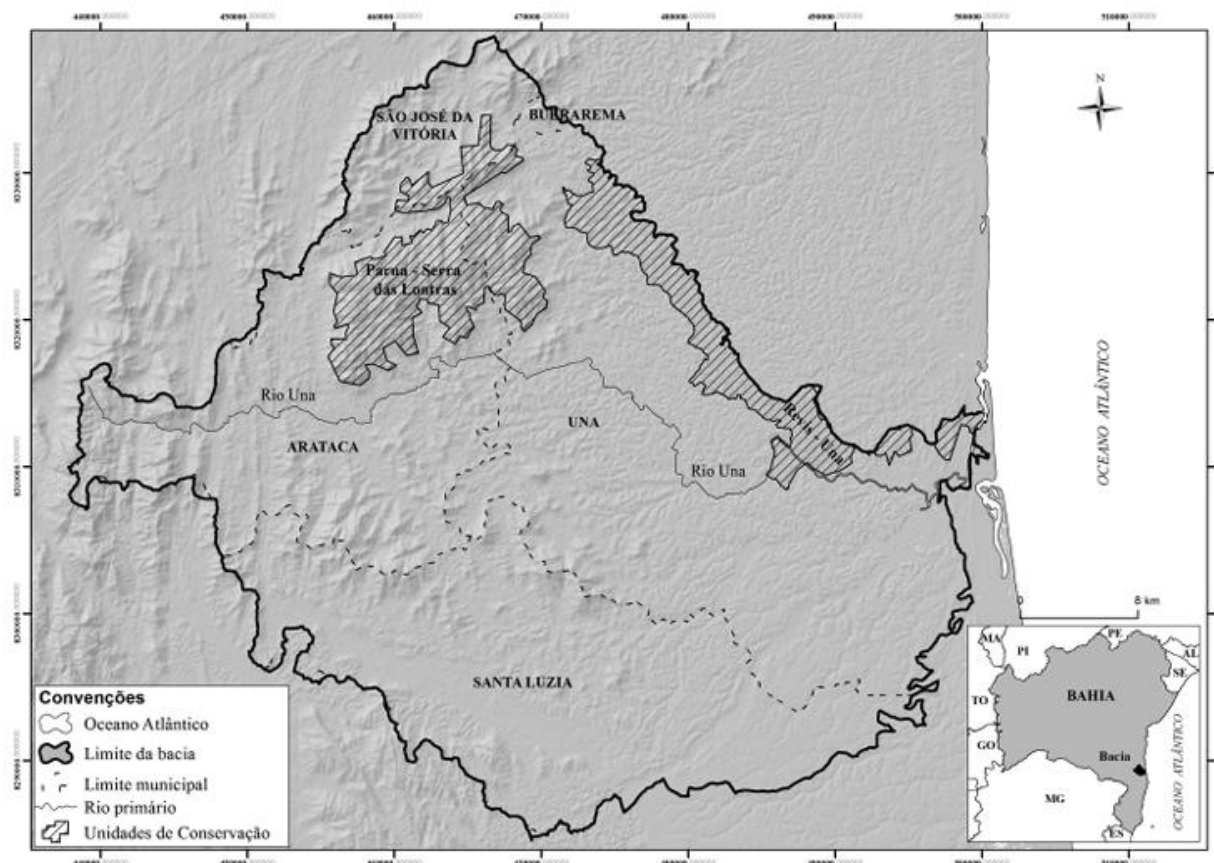 N
SÃO JOSÉ DA
VITÓRIA
BUERAREMA
Parna - Serra
das Lontras
Rio Una
ARATACA
UNA
Revis - Una
Rio Una
OCEANO ATLÂNTICO
SANTA LUZIA
0 8 km
Convenções
Oceano Atlântico
Limite da bacia
Limite municipal
Rio primário
Unidades de Conservação
MA
PI
PE
AL
SE
TO
BAHIA
GO
Bacia
MG
ES
OCEANO ATLÂNTICO